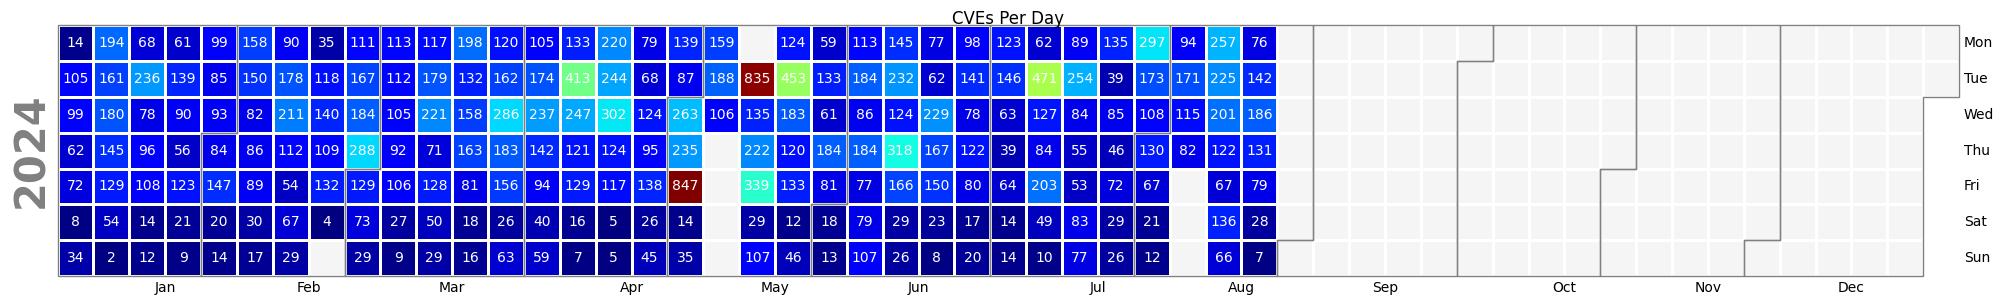 CVEs Per Day
2024
14 194 68 61 99 158 90 35 111 113 117 198 120 105 133 220 79 139 159 124 59 113 145 77 98 123 62 89 135 297 94 257 76 Mon
105 161 236 139 85 150 178 118 167 112 179 132 162 174 413 244 68 87 188 835 453 133 184 232 62 141 146 471 254 39 173 171 225 142 Tue
99 180 78 90 93 82 211 140 184 105 221 158 286 237 247 302 124 263 106 135 183 61 86 124 229 78 63 127 84 85 108 115 201 186 Wed
62 145 96 56 84 86 112 109 288 92 71 163 183 142 121 124 95 235 222 120 184 184 318 167 122 39 84 55 46 130 82 122 131 Thu
72 129 108 123 147 89 54 132 129 106 128 81 156 94 129 117 138 847 339 133 81 77 166 150 80 64 203 53 72 67 67 79 Fri
8 54 14 21 20 30 67 4 73 27 50 18 26 40 16 5 26 14 29 12 18 79 29 23 17 14 49 83 29 21 136 28 Sat
34 2 12 9 14 17 29 29 9 29 16 63 59 7 5 45 35 107 46 13 107 26 8 20 14 10 77 26 12 66 7 Sun
Jan Feb Mar Apr May Jun Jul Aug Sep Oct Nov Dec